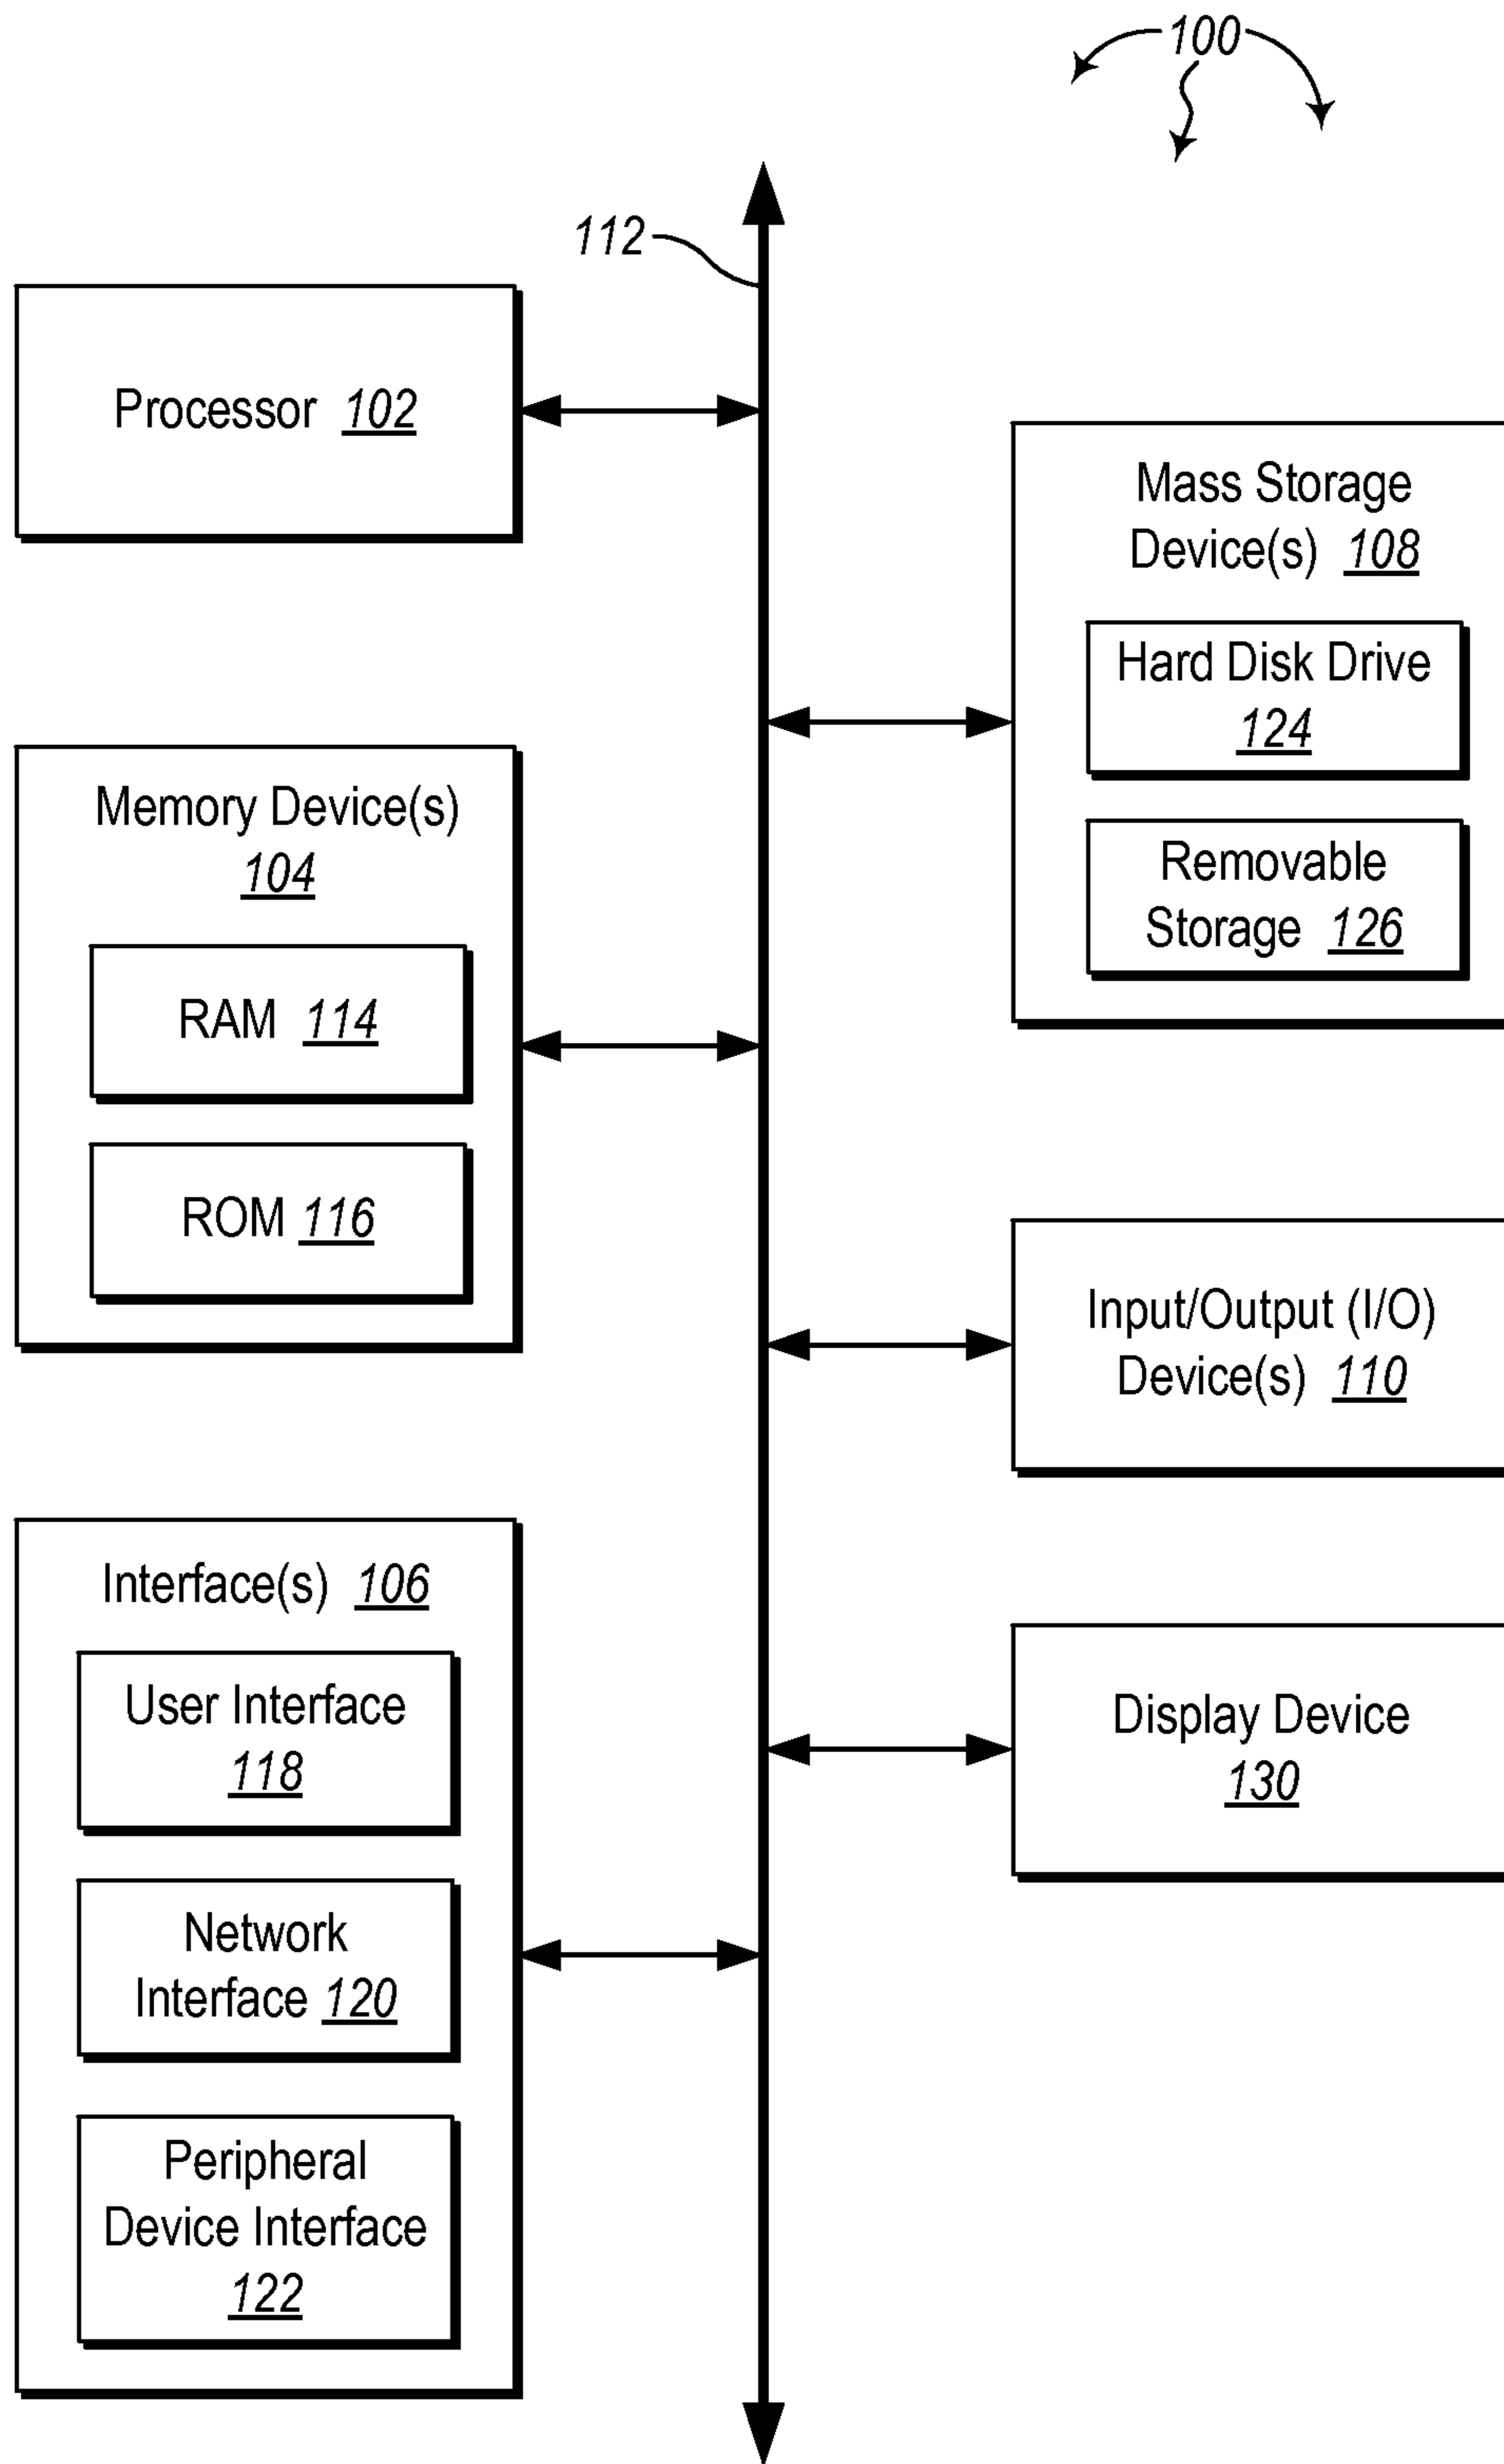 100
112
Processor 102
Mass Storage
Device(s) 108
Hard Disk Drive
124
Removable
Storage 126
Memory Device(s)
104
RAM 114
ROM 116
Input/Output (I/O)
Device(s) 110
Interface(s) 106
User Interface
118
Network
Interface 120
Peripheral
Device Interface
122
Display Device
130